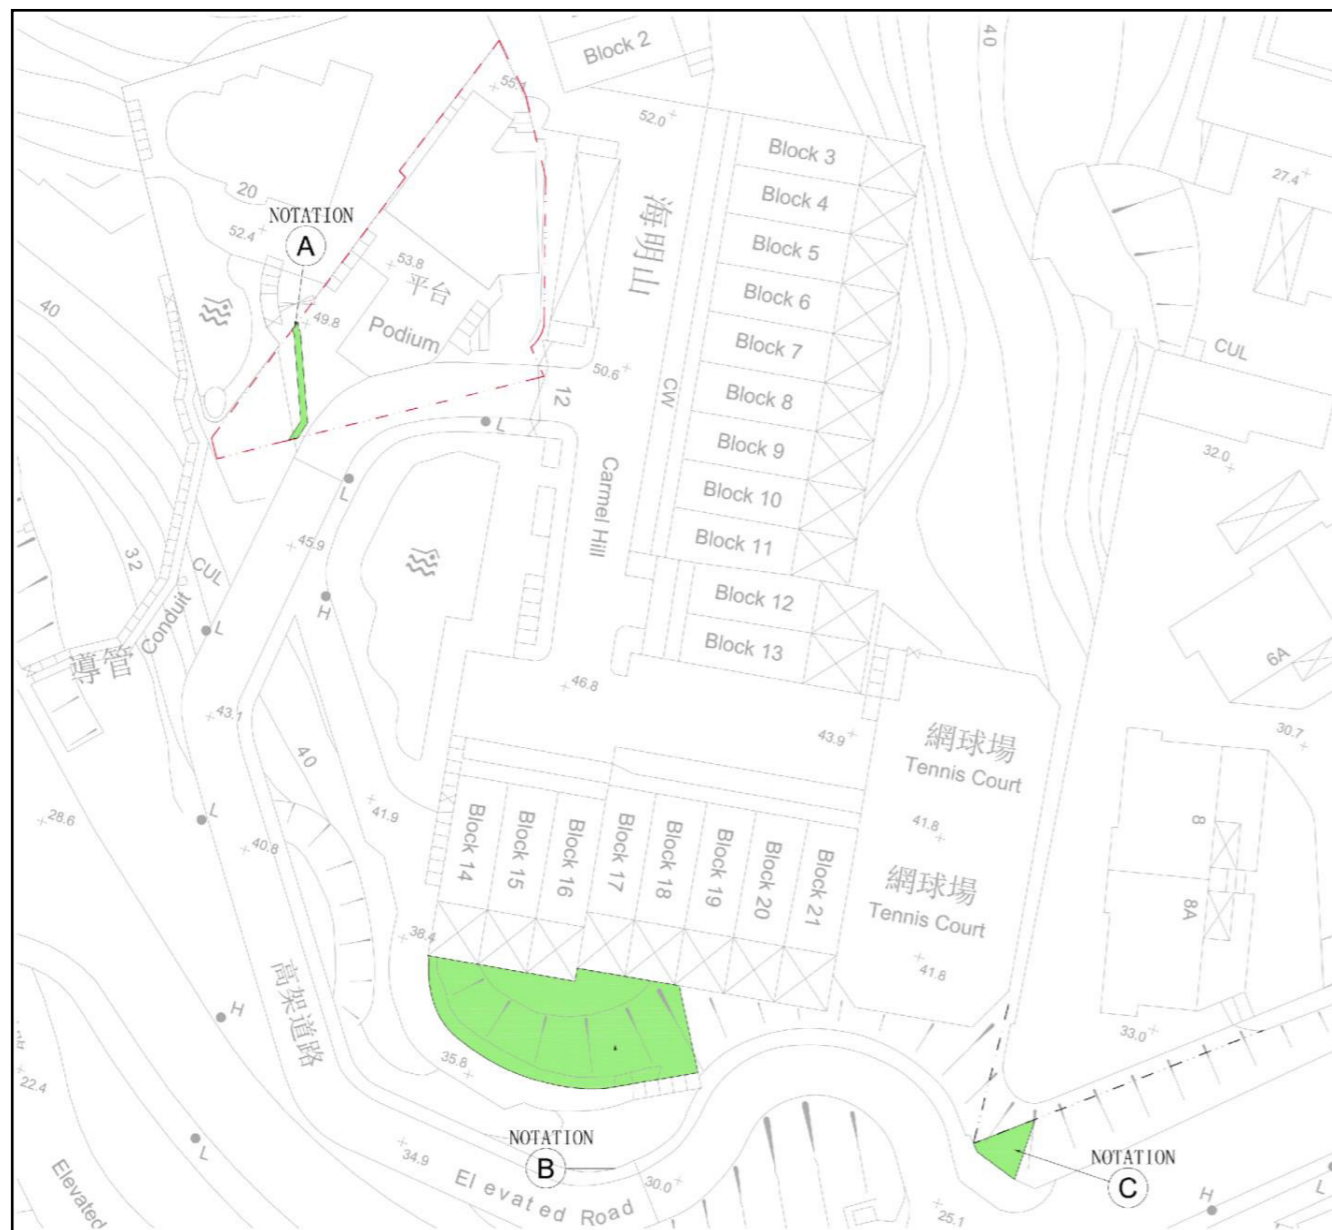 Block 2
40
55.1
52.0
Block 3
27.4
Block 4
20
NOTATION
A
52.4
海明山
Block 5
53.8
平台
Podium
Block 6
40
49.8
Block 7
CUL
50.6
12
CW
Block 8
L
Block 9
32.0
L
Carmel Hill
Block 10
45.9
Block 11
32
CUL
H
Block 12
導管
Conduit
L
Block 13
6A
46.8
43.1
43.9
30.7
40
網球場
Tennis Court
28.6
L
41.9
40.8
Block 14
Block 15
Block 16
Block 17
Block 18
Block 19
Block 20
Block 21
41.8
8
網球場
Tennis Court
8A
38.4
41.8
高架道路
H
33.0
35.8
22.4
L
34.9
NOTATION
B
Elevated Road
30.0
NOTATION
C
Elevated
25.1
H
L